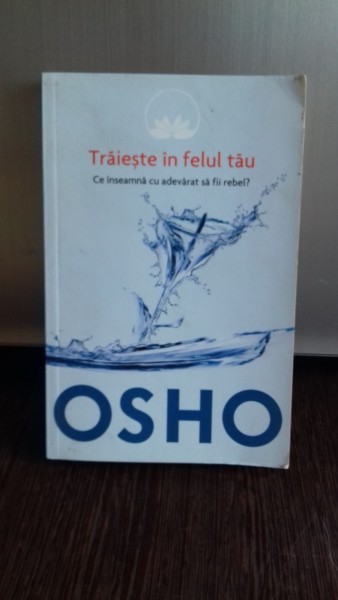 Trăiește în felul tău
Ce înseamnă cu adevărat să fii rebel?
OSHO